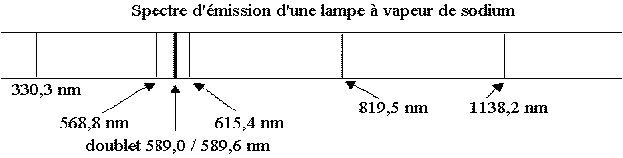 Spectre d'émission d'une lampe à vapeur de sodium
330,3 nm
568,8 nm
doublet 589,0 / 589,6 nm
615,4 nm
819,5 nm
1138,2 nm